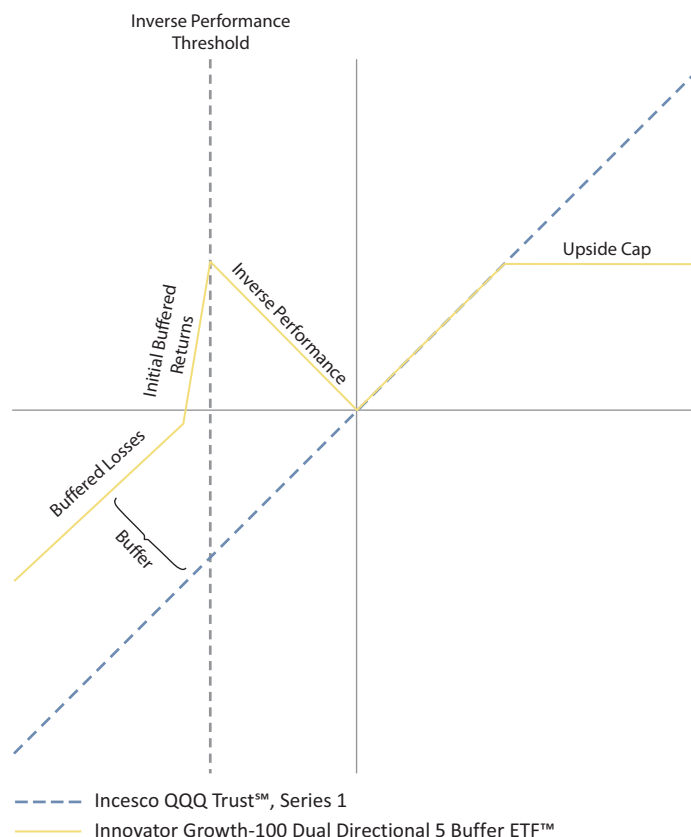 Inverse Performance
Threshold
Upside Cap
Inverse Performance
Initial Buffered
Returns
Buffered Losses
Buffer
Incesco QQQ Trust℠, Series 1
Innovator Growth-100 Dual Directional 5 Buffer ETF™